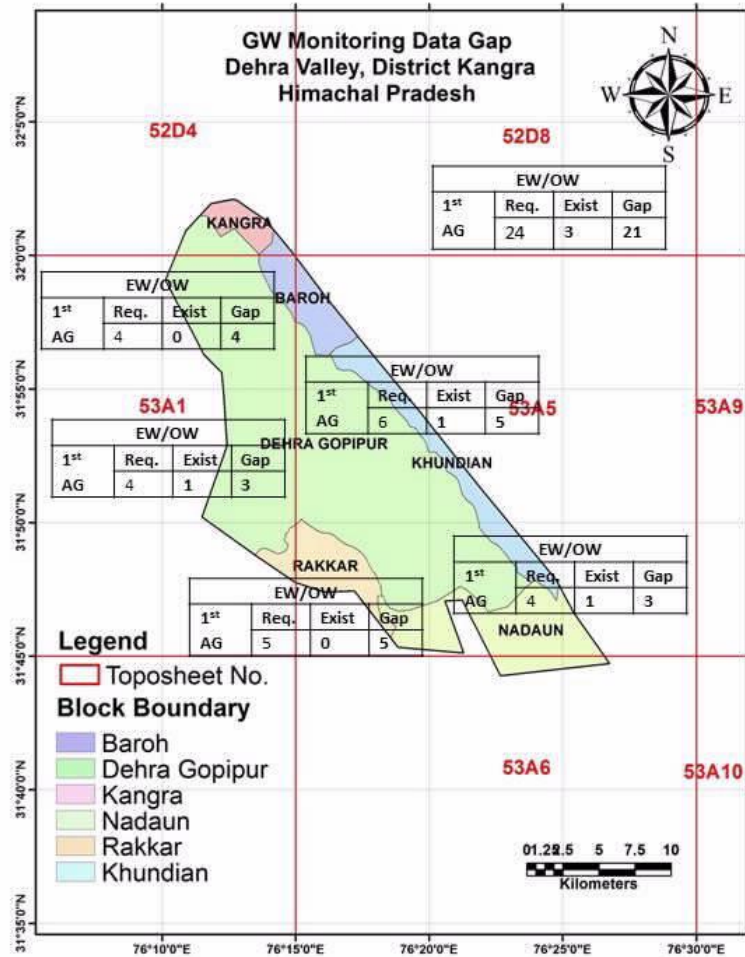 GW Monitoring Data Gap
Dehra Valley, District Kangra
Himachal Pradesh
N
W E
S
52D4 52D8
EW/OW
1st Req. Exist Gap
AG 24 3 21
KANGRA
EW/OW
1st Req. Exist Gap
AG 4 0 4
BAROH
EW/OW
1st Req. Exist Gap
AG 6 1 5
53A1 53A5 53A9
EW/OW
1st Req. Exist Gap
AG 4 1 3
DEHRA GOPIPUR
KHUNDIAN
EW/OW
1st Req. Exist Gap
AG 4 1 3
RAKKAR
EW/OW
1st Req. Exist Gap
AG 5 0 5
NADAUN
Legend
Toposheet No.
Block Boundary
Baroh
Dehra Gopipur
Kangra
Nadaun
Rakkar
Khundian
53A6 53A10
01.252.5 5 7.5 10
Kilometers
32°5'0"N
32°0'0"N
31°55'0"N
31°50'0"N
31°45'0"N
31°40'0"N
31°35'0"N
76°10'0"E 76°15'0"E 76°20'0"E 76°25'0"E 76°30'0"E